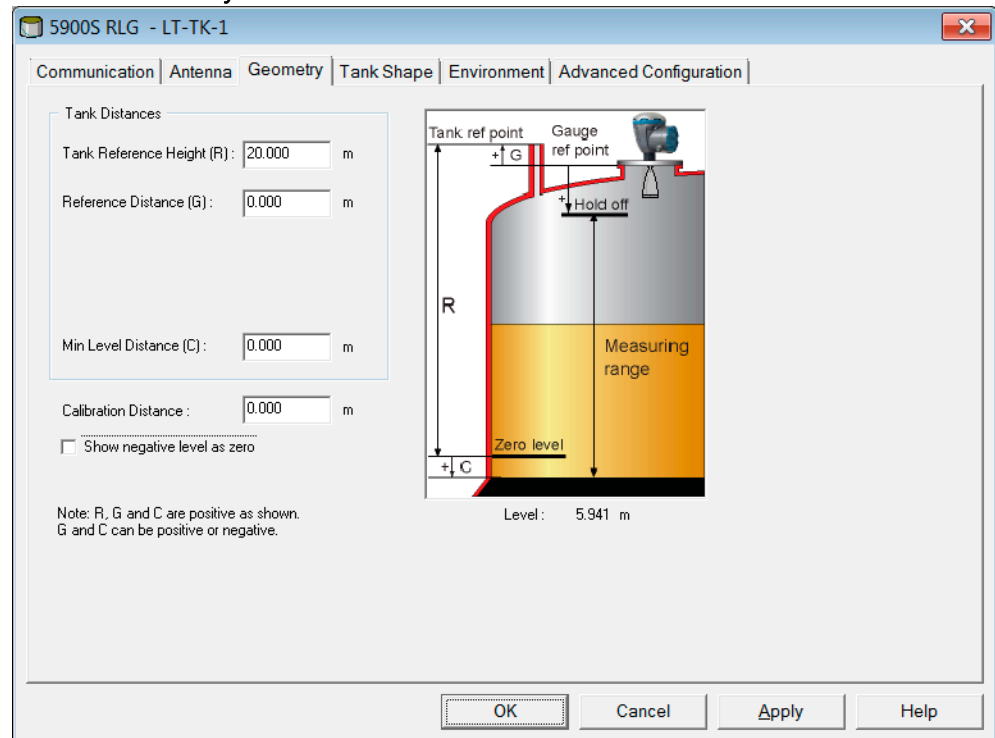 5900S RLG - LT-TK-1
Communication Antenna Geometry Tank Shape Environment Advanced Configuration
Tank Distances
Tank Reference Height (R) : 20.000 m
Reference Distance (G) : 0.000 m
Min Level Distance (C) : 0.000 m
Calibration Distance : 0.000 m
Show negative level as zero
Note: R, G and C are positive as shown.
G and C can be positive or negative.
Tank ref point
Gauge
ref point
+ G
+
Hold off
R
Measuring
range
Zero level
+ C
Level : 5.941 m
OK Cancel Apply Help